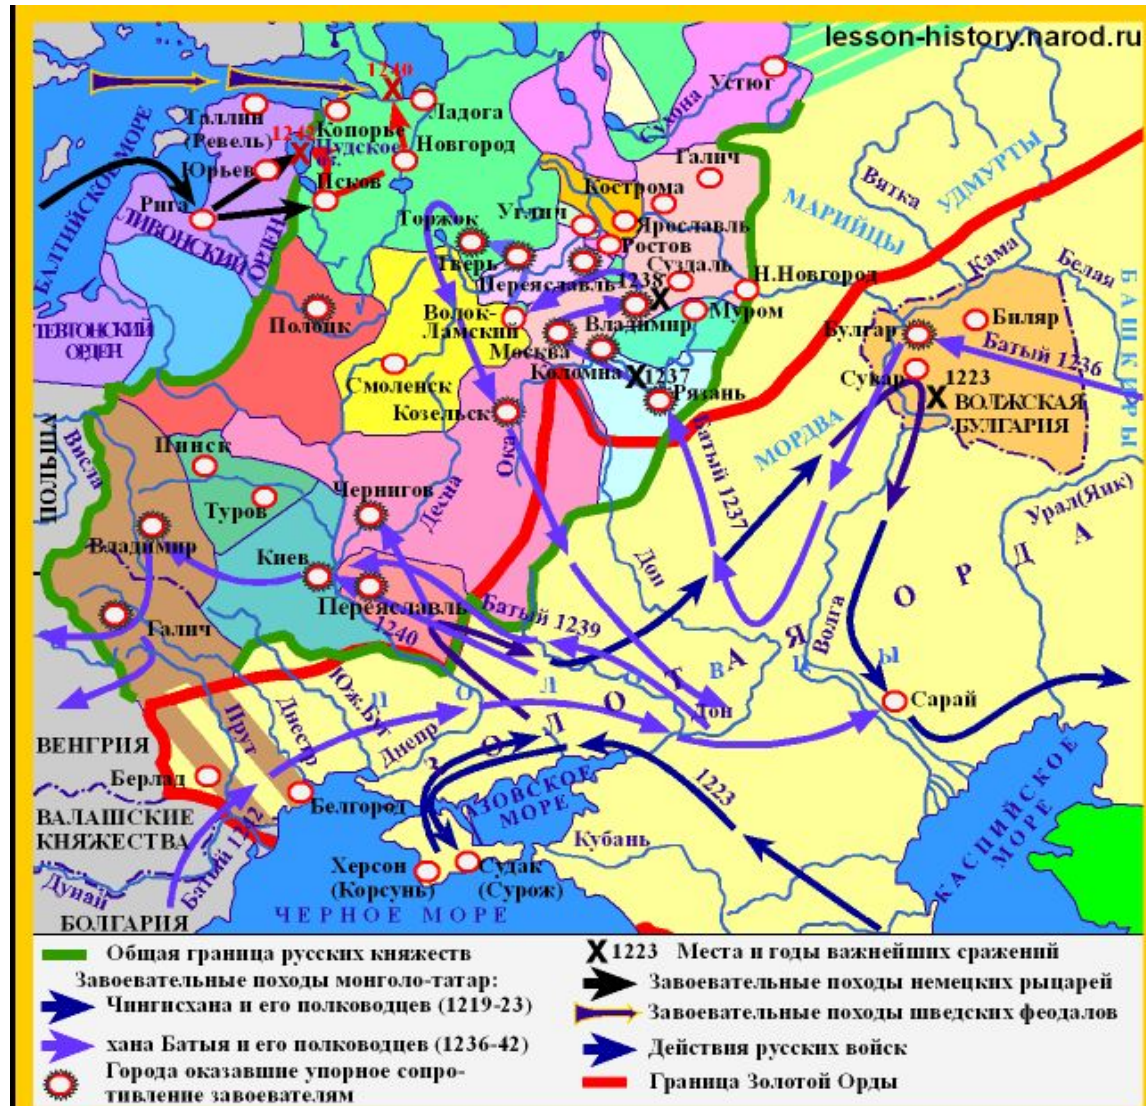 lesson-history.narod.ru
Устюг
1240
Ладога
Копорье
Таллин
(Ревель)
1242
Чудское
оз.
Новгород
Сухона
Юрьев
Псков
Рига
БАЛТИЙСКОЕ МОРЕ
ЛИВОНСКИЙ ОРДЕН
ТЕВТОНСКИЙ
ОРДЕН
Галич
Кострома
Углич
Ярославль
Ростов
Торжок
Тверь
Суздаль
Переяславль
1238
Н.Новгород
Вятка
УДМУРТЫ
МАРИЙЦЫ
Кама
Белая
БАШКИРЫ
Полоцк
Волок-
Ламский
Владимир
Муром
Москва
Коломна
1237
Рязань
Смоленск
Козельск
Булгар
Биляр
Батый 1236
Сувар
1223
ВОЛЖСКАЯ
БУЛГАРИЯ
МОРДВА
Батый 1237
ПОЛЬША
Висла
Пинск
Туров
Чернигов
Десна
Ока
Владимир
Киев
Переяславль
Галич
1240
Батый 1239
Дон
Волга
Урал(Яик)
ЗОЛОТАЯ ОРДА
ПОЛОВЦЫ
Дон
Сарай
ВЕНГРИЯ
Прут
Днестр
Юж.Буг
Днепр
Берлад
Белгород
ВАЛАШСКИЕ
КНЯЖЕСТВА
Батый 1242
Дунай
БОЛГАРИЯ
АЗОВСКОЕ
МОРЕ
1223
Кубань
Херсон
(Корсунь)
Судак
(Сурож)
ЧЕРНОЕ МОРЕ
КАСПИЙСКОЕ
МОРЕ
Общая граница русских княжеств
Завоевательные походы монголо-татар:
Чингисхана и его полководцев (1219-23)
хана Батыя и его полководцев (1236-42)
Города оказавшие упорное сопро-
тивление завоевателям
X 1223 Места и годы важнейших сражений
Завоевательные походы немецких рыцарей
Завоевательные походы шведских феодалов
Действия русских войск
Граница Золотой Орды